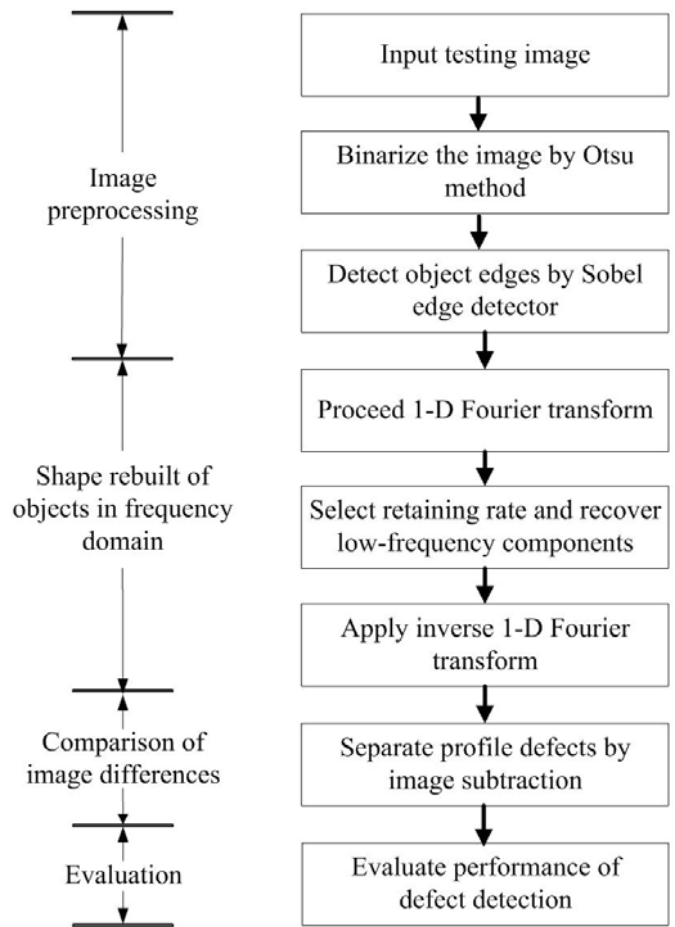 Input testing image
Binarize the image by Otsu
method
Image
preprocessing
Detect object edges by Sobel
edge detector
Proceed 1-D Fourier transform
Shape rebuilt of
objects in frequency
domain
Select retaining rate and recover
low-frequency components
Apply inverse 1-D Fourier
transform
Comparison of
image differences
Separate profile defects by
image subtraction
Evaluation
Evaluate performance of
defect detection